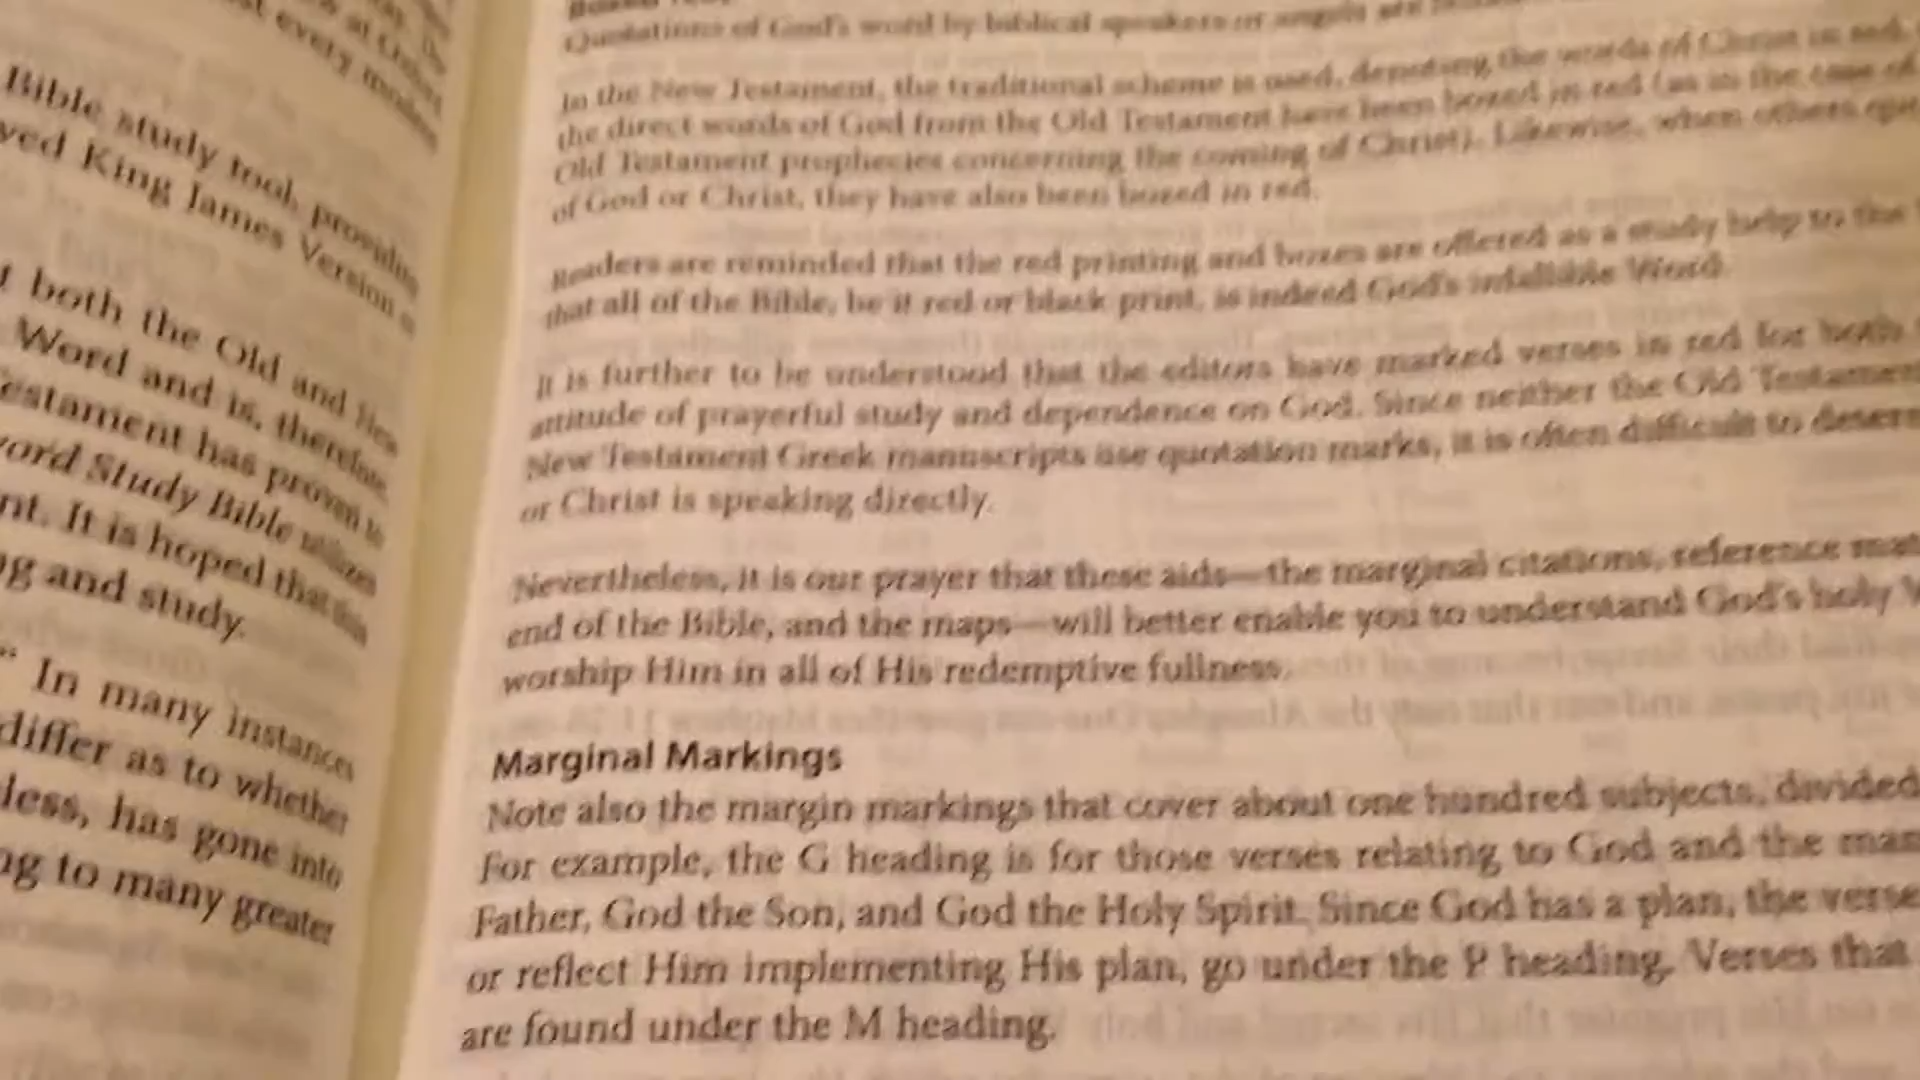 at every modern
Bible study tool, providing
yed King James Version
both the Old and New
Word and is, therefore
estament has proven to
ord Study Bible utilizes
nt. It is hoped that this
ng and study.
" In many instances
differ as to whether
less, has gone into
ng to many greater
Quotations of God's word by biblical speakers or angels are
In the New Testament, the traditional scheme is used, denoting the words of Christ in red,
the direct words of God from the Old Testament have been boxed in red (as in the case of
Old Testament prophecies concerning the coming of Christ). Likewise, when others
of God or Christ, they have also been boxed in red.
Readers are reminded that the red printing and boxes are offered as a study help to the
that all of the Bible, be it red or black print, is indeed God's infallible Word.
It is further to be understood that the editors have marked verses in red for both
attitude of prayerful study and dependence on God. Since neither the Old Testament
New Testament Greek manuscripts use quotation marks, it is often difficult to determ
or Christ is speaking directly.
Nevertheless, it is our prayer that these aids—the marginal citations, reference mat
end of the Bible, and the maps—will better enable you to understand God's holy W
worship Him in all of His redemptive fullness.
Marginal Markings
Note also the margin markings that cover about one hundred subjects, divided
For example, the G heading is for those verses relating to God and the man
Father, God the Son, and God the Holy Spirit. Since God has a plan, the verse
or reflect Him implementing His plan, go under the P heading. Verses that
are found under the M heading.